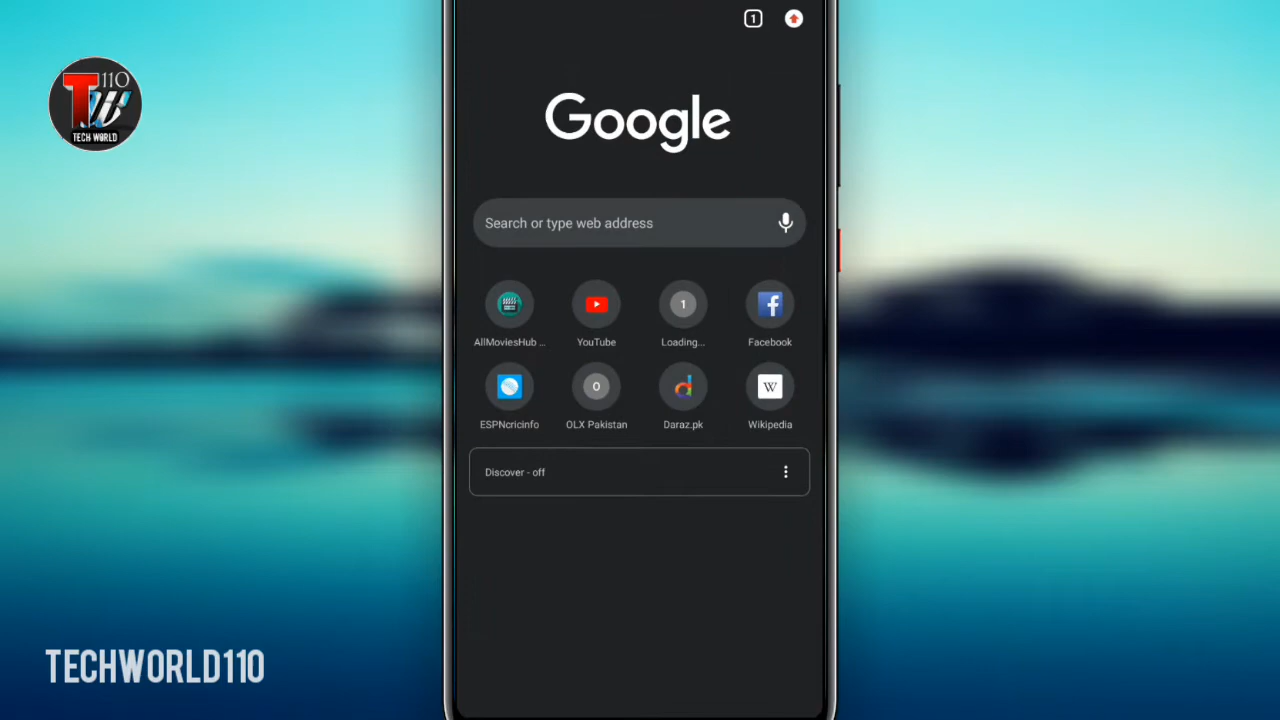 1
T 110
W
TECH WORLD
Google
Search or type web address
1
AllMoviesHub ...
YouTube
Loading...
Facebook
O
W
ESPNcricinfo
OLX Pakistan
Daraz.pk
Wikipedia
Discover - off
TECHWORLD110